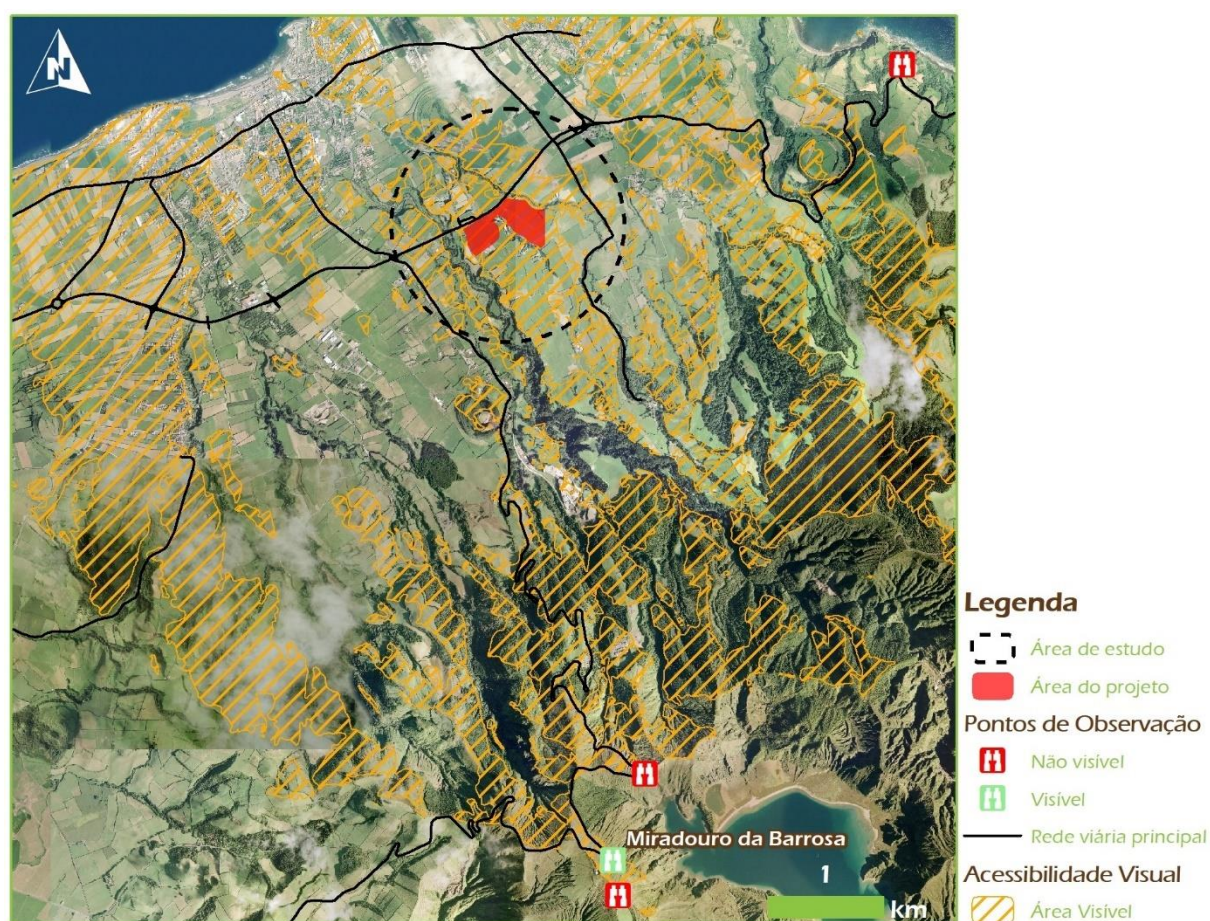 N
Miradouro da Barrosa
1
km
Legenda
Área de estudo
Área do projeto
Pontos de Observação
Não visível
Visível
Rede viária principal
Acessibilidade Visual
Área Visível